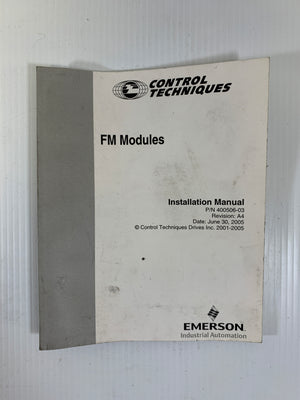 CONTROL
TECHNIQUES
FM Modules
Installation Manual
P/N 400506-03
Revision: A4
Date: June 30, 2005
© Control Techniques Drives Inc. 2001-2005
EMERSON
Industrial Automation